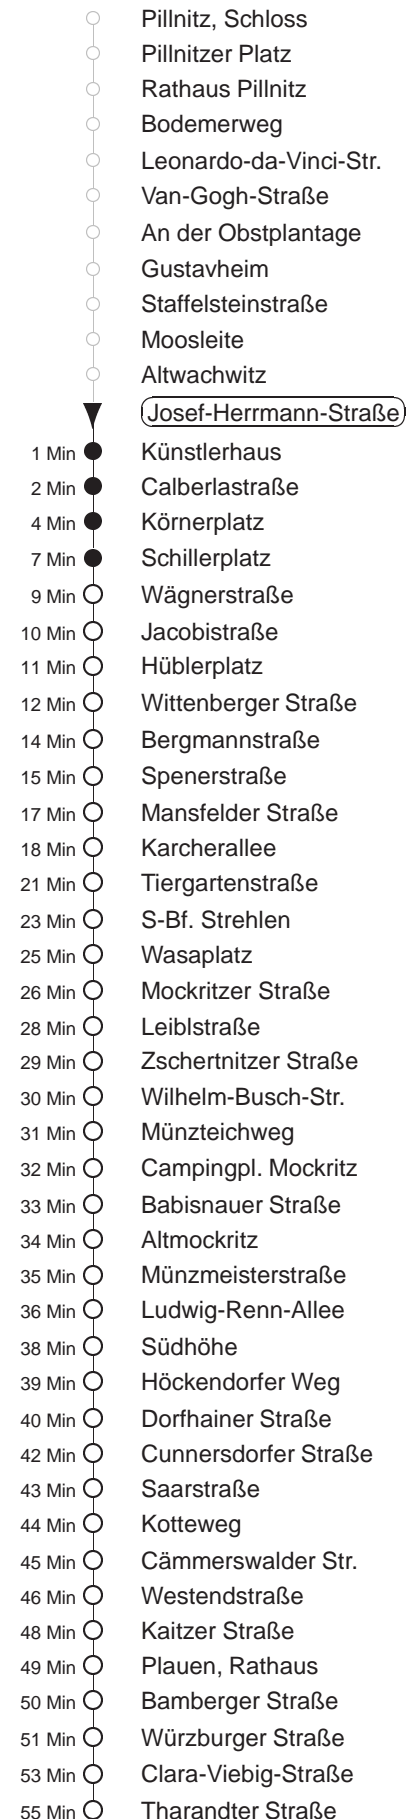 Pillnitz, Schloss
Pillnitzer Platz
Rathaus Pillnitz
Bodemerweg
Leonardo-da-Vinci-Str.
Van-Gogh-Straße
An der Obstplantage
Gustavheim
Staffelsteinstraße
Moosleite
Altwachwitz
Josef-Herrmann-Straße
1 Min Künstlerhaus
2 Min Calberlastraße
4 Min Körnerplatz
7 Min Schillerplatz
9 Min Wägnerstraße
10 Min Jacobistraße
11 Min Hüblerplatz
12 Min Wittenberger Straße
14 Min Bergmannstraße
15 Min Spenerstraße
17 Min Mansfelder Straße
18 Min Karcherallee
21 Min Tiergartenstraße
23 Min S-Bf. Strehlen
25 Min Wasaplatz
26 Min Mockritzer Straße
28 Min Leiblstraße
29 Min Zschertnitzer Straße
30 Min Wilhelm-Busch-Str.
31 Min Münzteichweg
32 Min Campingpl. Mockritz
33 Min Babisnauer Straße
34 Min Altmockritz
35 Min Münzmeisterstraße
36 Min Ludwig-Renn-Allee
38 Min Südhöhe
39 Min Höckendorfer Weg
40 Min Dorfhainer Straße
42 Min Cunnersdorfer Straße
43 Min Saarstraße
44 Min Kotteweg
45 Min Cämmerswalder Str.
46 Min Westendstraße
48 Min Kaitzer Straße
49 Min Plauen, Rathaus
50 Min Bamberger Straße
51 Min Würzburger Straße
53 Min Clara-Viebig-Straße
55 Min Tharandter Straße